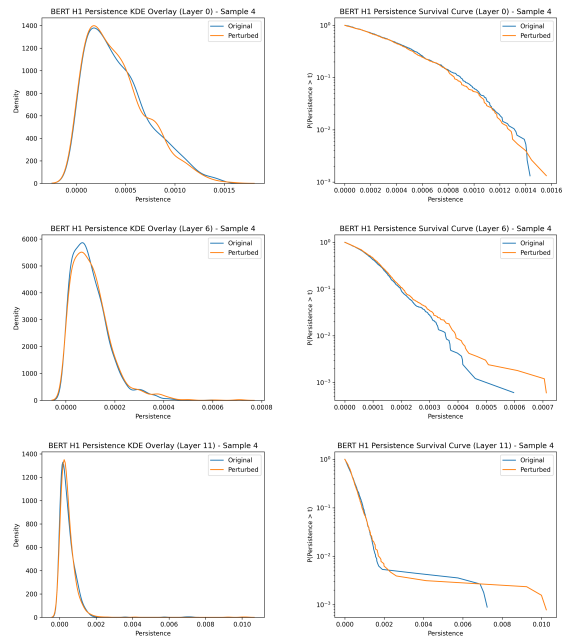 BERT H1 Persistence KDE Overlay (Layer 0) - Sample 4
Original
Perturbed
1400
1200
1000
800
600
400
200
0
Density
0.0000 0.0005 0.0010 0.0015
Persistence
BERT H1 Persistence Survival Curve (Layer 0) - Sample 4
Original
Perturbed
10⁰
10⁻¹
10⁻²
10⁻³
P(Persistence > t)
0.0000 0.0002 0.0004 0.0006 0.0008 0.0010 0.0012 0.0014 0.0016
Persistence
BERT H1 Persistence KDE Overlay (Layer 6) - Sample 4
Original
Perturbed
6000
5000
4000
3000
2000
1000
0
Density
0.0000 0.0002 0.0004 0.0006 0.0008
Persistence
BERT H1 Persistence Survival Curve (Layer 6) - Sample 4
Original
Perturbed
10⁰
10⁻¹
10⁻²
10⁻³
P(Persistence > t)
0.0000 0.0001 0.0002 0.0003 0.0004 0.0005 0.0006 0.0007
Persistence
BERT H1 Persistence KDE Overlay (Layer 11) - Sample 4
Original
Perturbed
1400
1200
1000
800
600
400
200
0
Density
0.000 0.002 0.004 0.006 0.008 0.010
Persistence
BERT H1 Persistence Survival Curve (Layer 11) - Sample 4
Original
Perturbed
10⁰
10⁻¹
10⁻²
10⁻³
P(Persistence > t)
0.000 0.002 0.004 0.006 0.008 0.010
Persistence